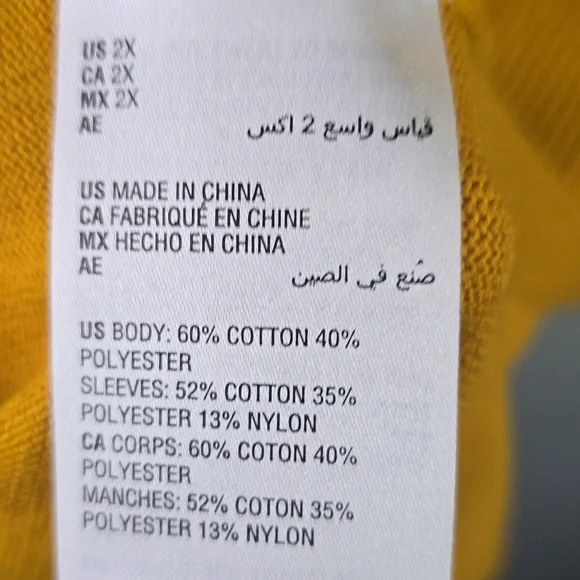 US 2X
CA 2X
MX 2X
AE قياس واسع 2 اكس
US MADE IN CHINA
CA FABRIQUÉ EN CHINE
MX HECHO EN CHINA
AE صُنع في الصين
US BODY: 60% COTTON 40%
POLYESTER
SLEEVES: 52% COTTON 35%
POLYESTER 13% NYLON
CA CORPS: 60% COTON 40%
POLYESTER
MANCHES: 52% COTON 35%
POLYESTER 13% NYLON